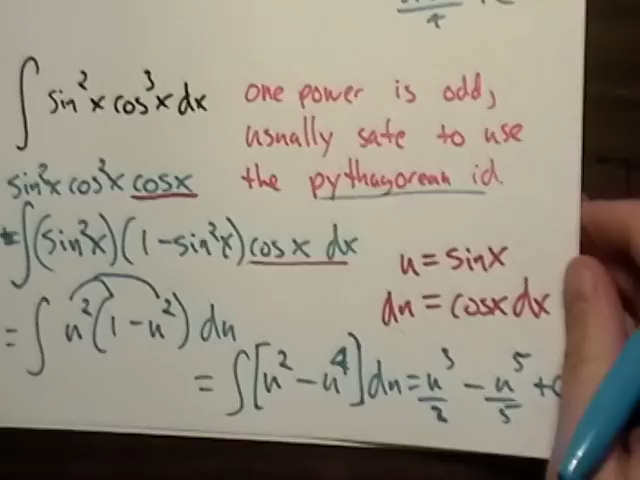 ∫ sin²x cos³x dx
one power is odd,
usually safe to use
the pythagorean id.
sin²x cos²x cosx
= ∫(sin²x)(1-sin²x) cosx dx
u = sinx
du = cosx dx
= ∫ u²(1-u²) du
= ∫[u² - u⁴] du = u³/3 - u⁵/5 + C